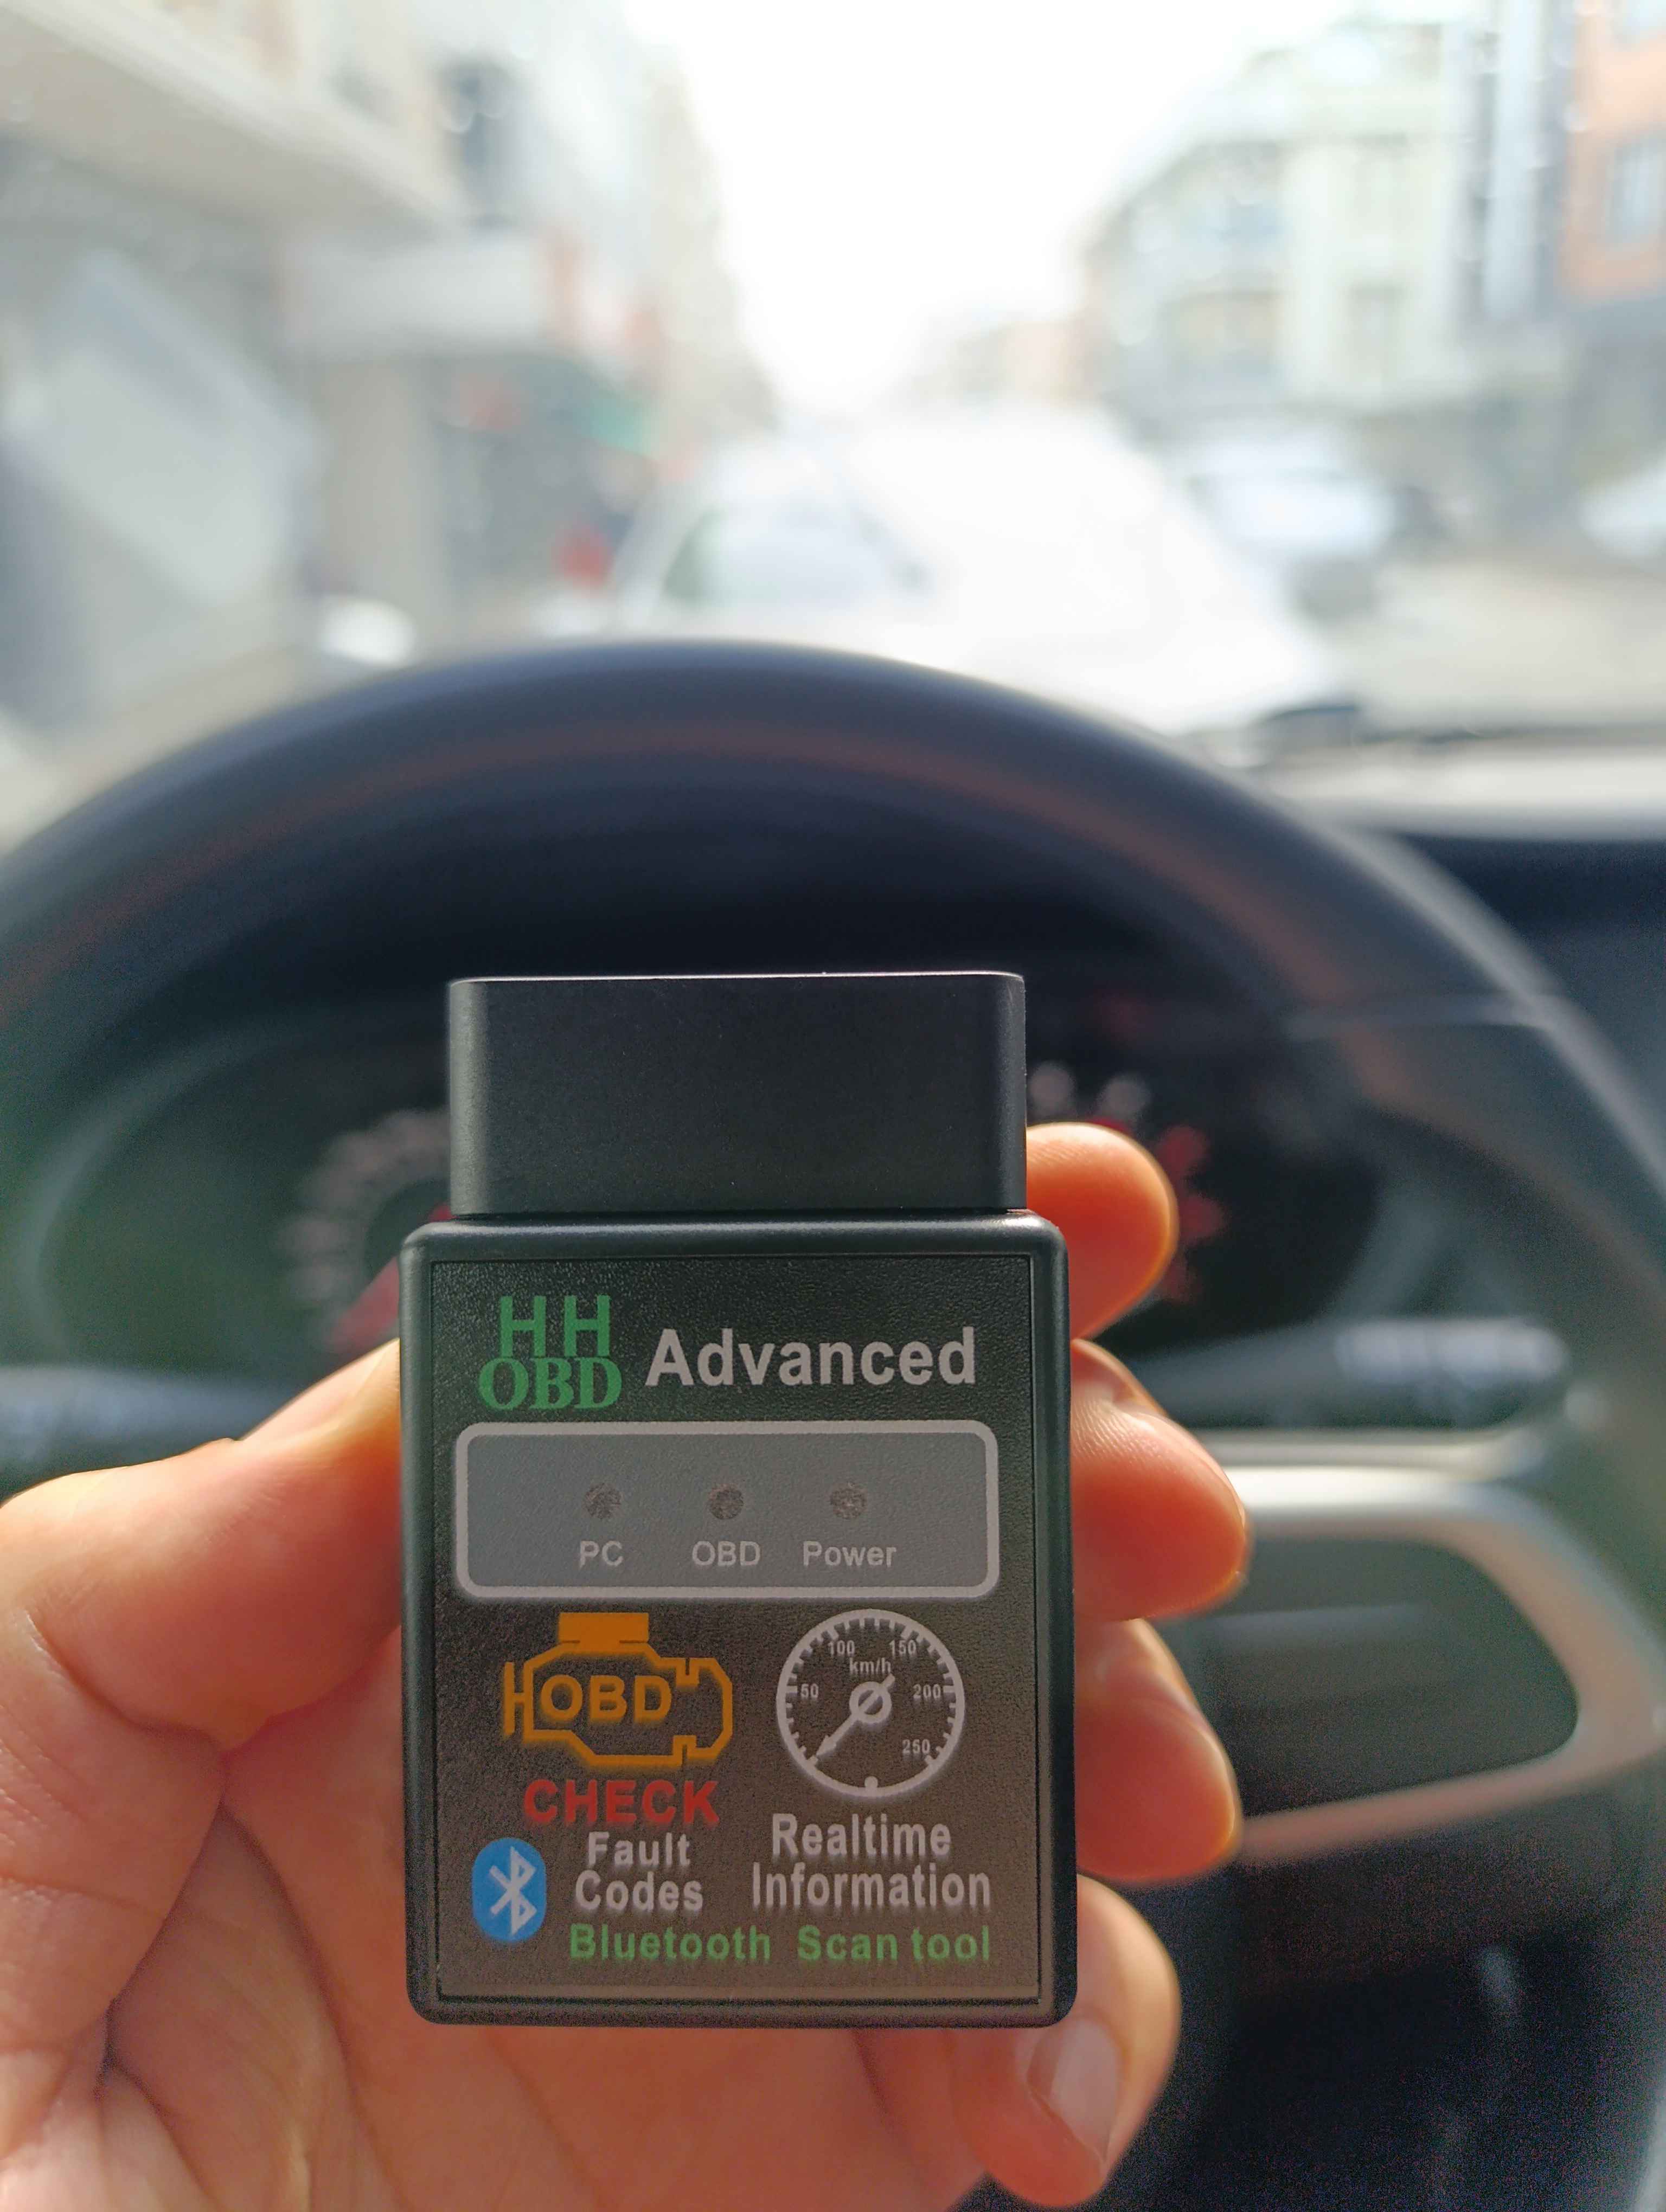 HH
OBD Advanced
PC OBD Power
OBD
100 150
km/h
50 200
250
CHECK
Fault
Codes
Realtime
Information
Bluetooth Scan tool